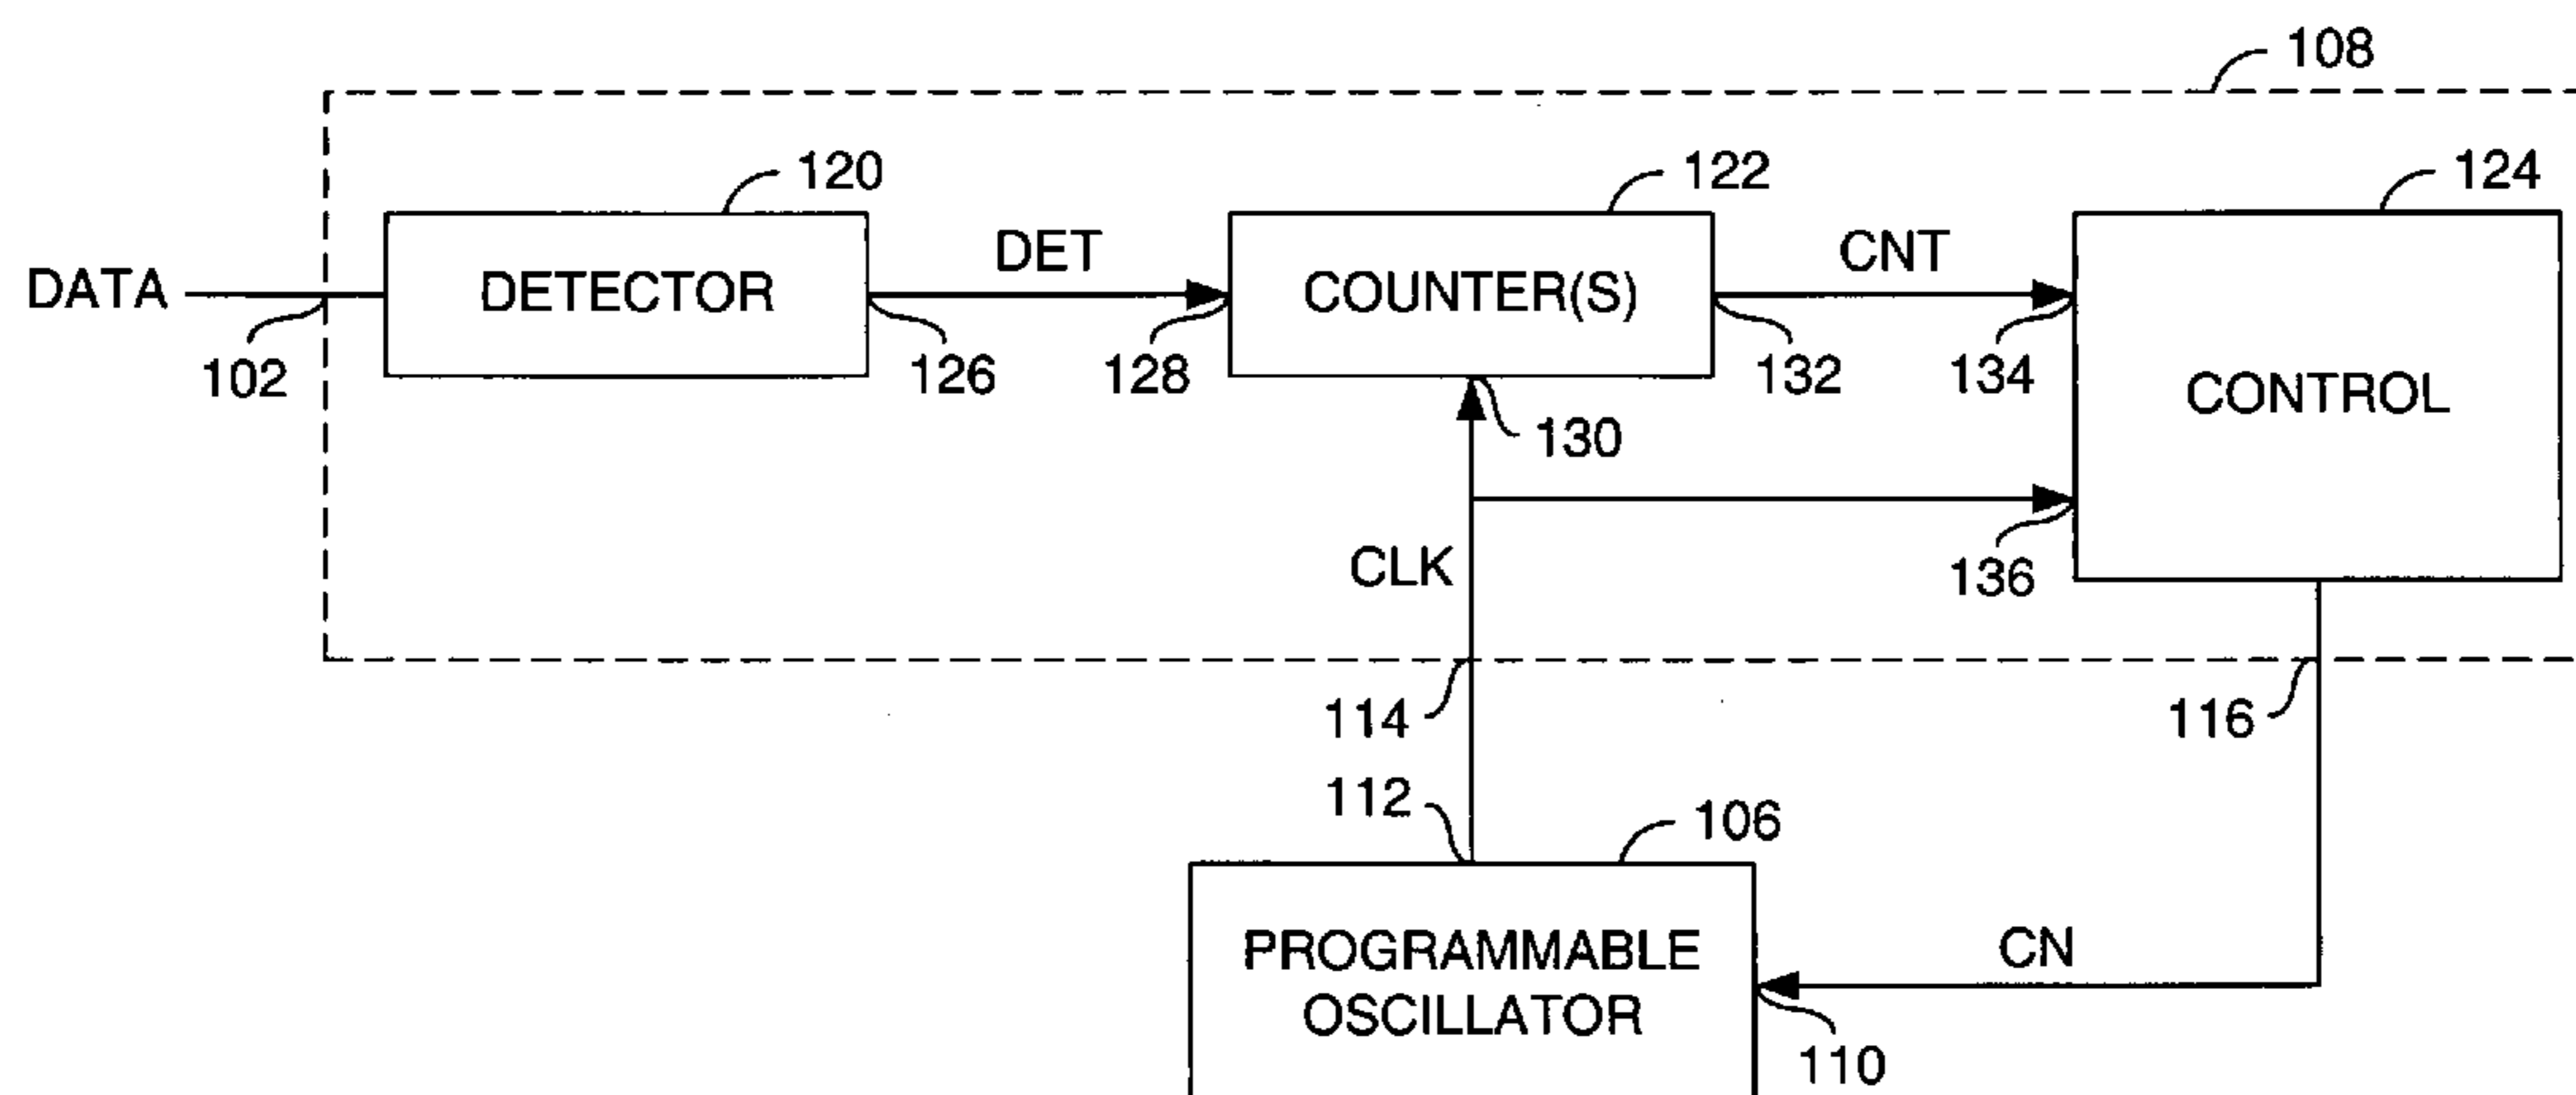 108
120
122
124
DATA
DETECTOR
DET
COUNTER(S)
CNT
CONTROL
102
126
128
132
134
130
CLK
136
114
116
112
106
PROGRAMMABLE
OSCILLATOR
CN
110